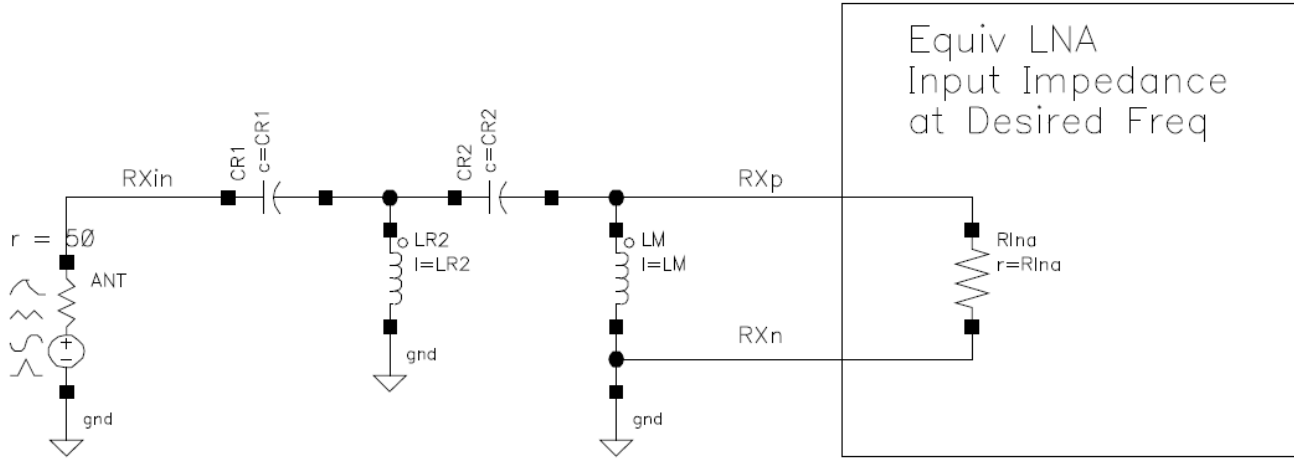 Equiv LNA
Input Impedance
at Desired Freq
CR1
c=CR1
CR2
c=CR2
RXin
RXp
r = 50
ANT
LR2
l=LR2
LM
l=LM
Rlna
r=Rlna
RXn
gnd
gnd
gnd